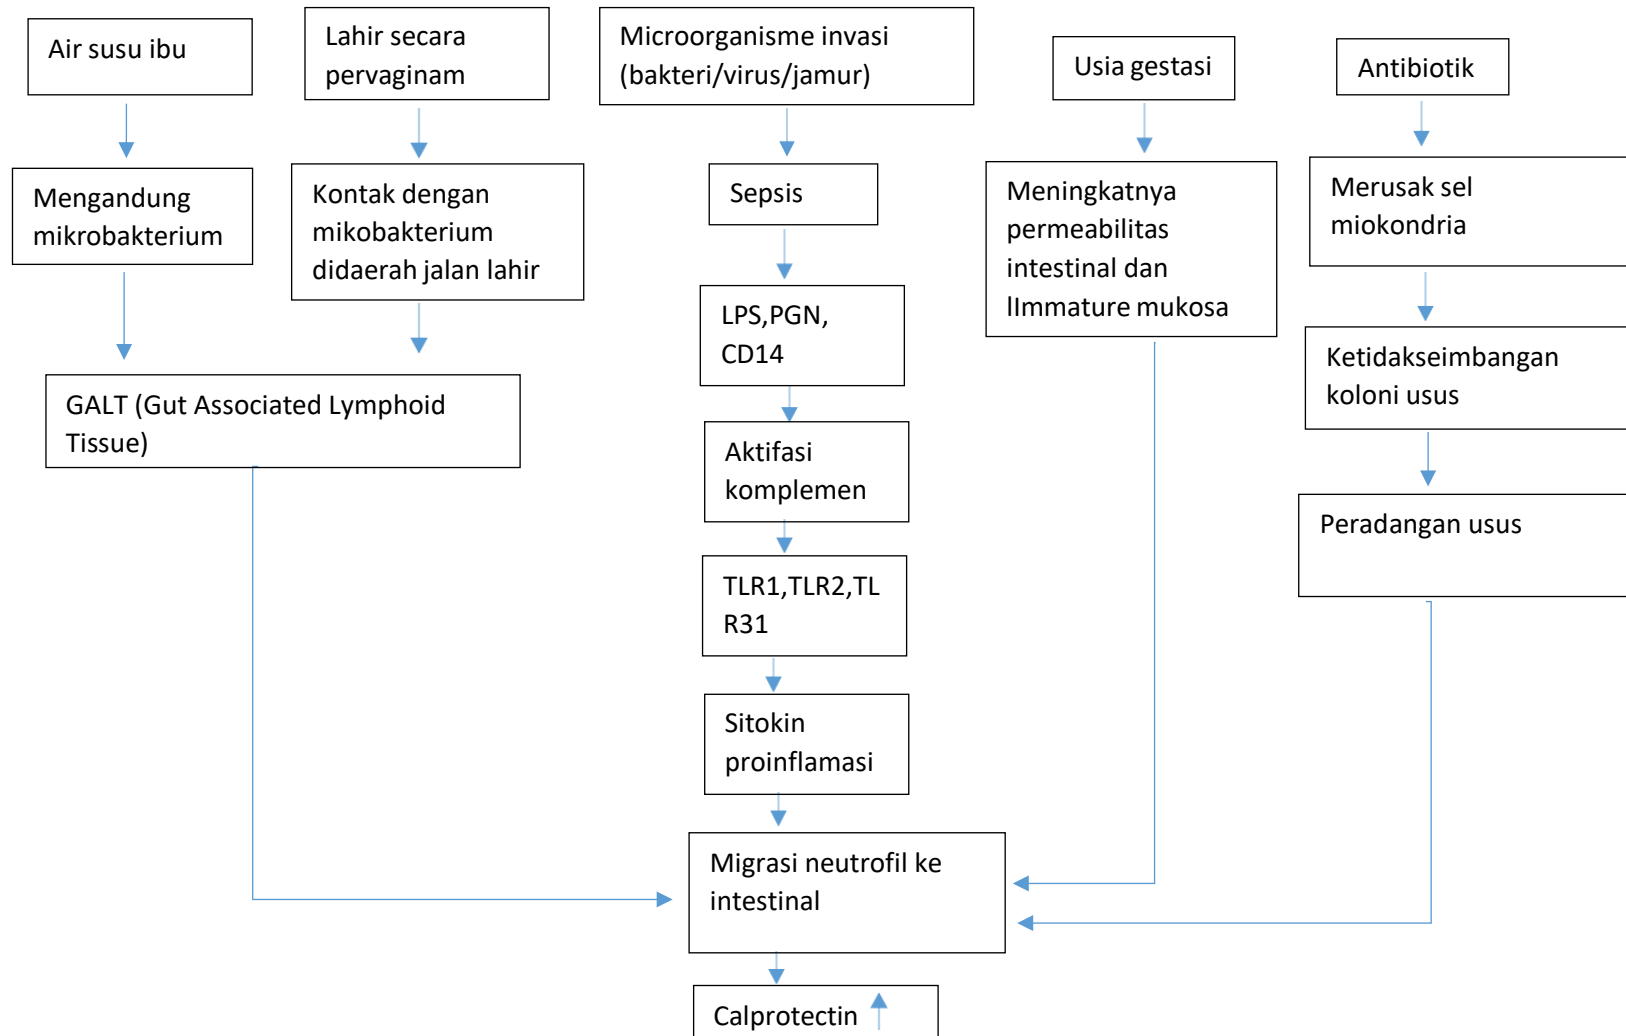 Air susu ibu
Lahir secara
pervaginam
Microorganisme invasi
(bakteri/virus/jamur)
Usia gestasi
Antibiotik
Mengandung
mikrobakterium
Kontak dengan
mikobakterium
didaerah jalan lahir
Sepsis
Meningkatnya
permeabilitas
intestinal dan
IImmature mukosa
Merusak sel
miokondria
LPS,PGN,
CD14
Ketidakseimbangan
koloni usus
GALT (Gut Associated Lymphoid
Tissue)
Aktifasi
komplemen
Peradangan usus
TLR1,TLR2,TL
R31
Sitokin
proinflamasi
Migrasi neutrofil ke
intestinal
Calprotectin